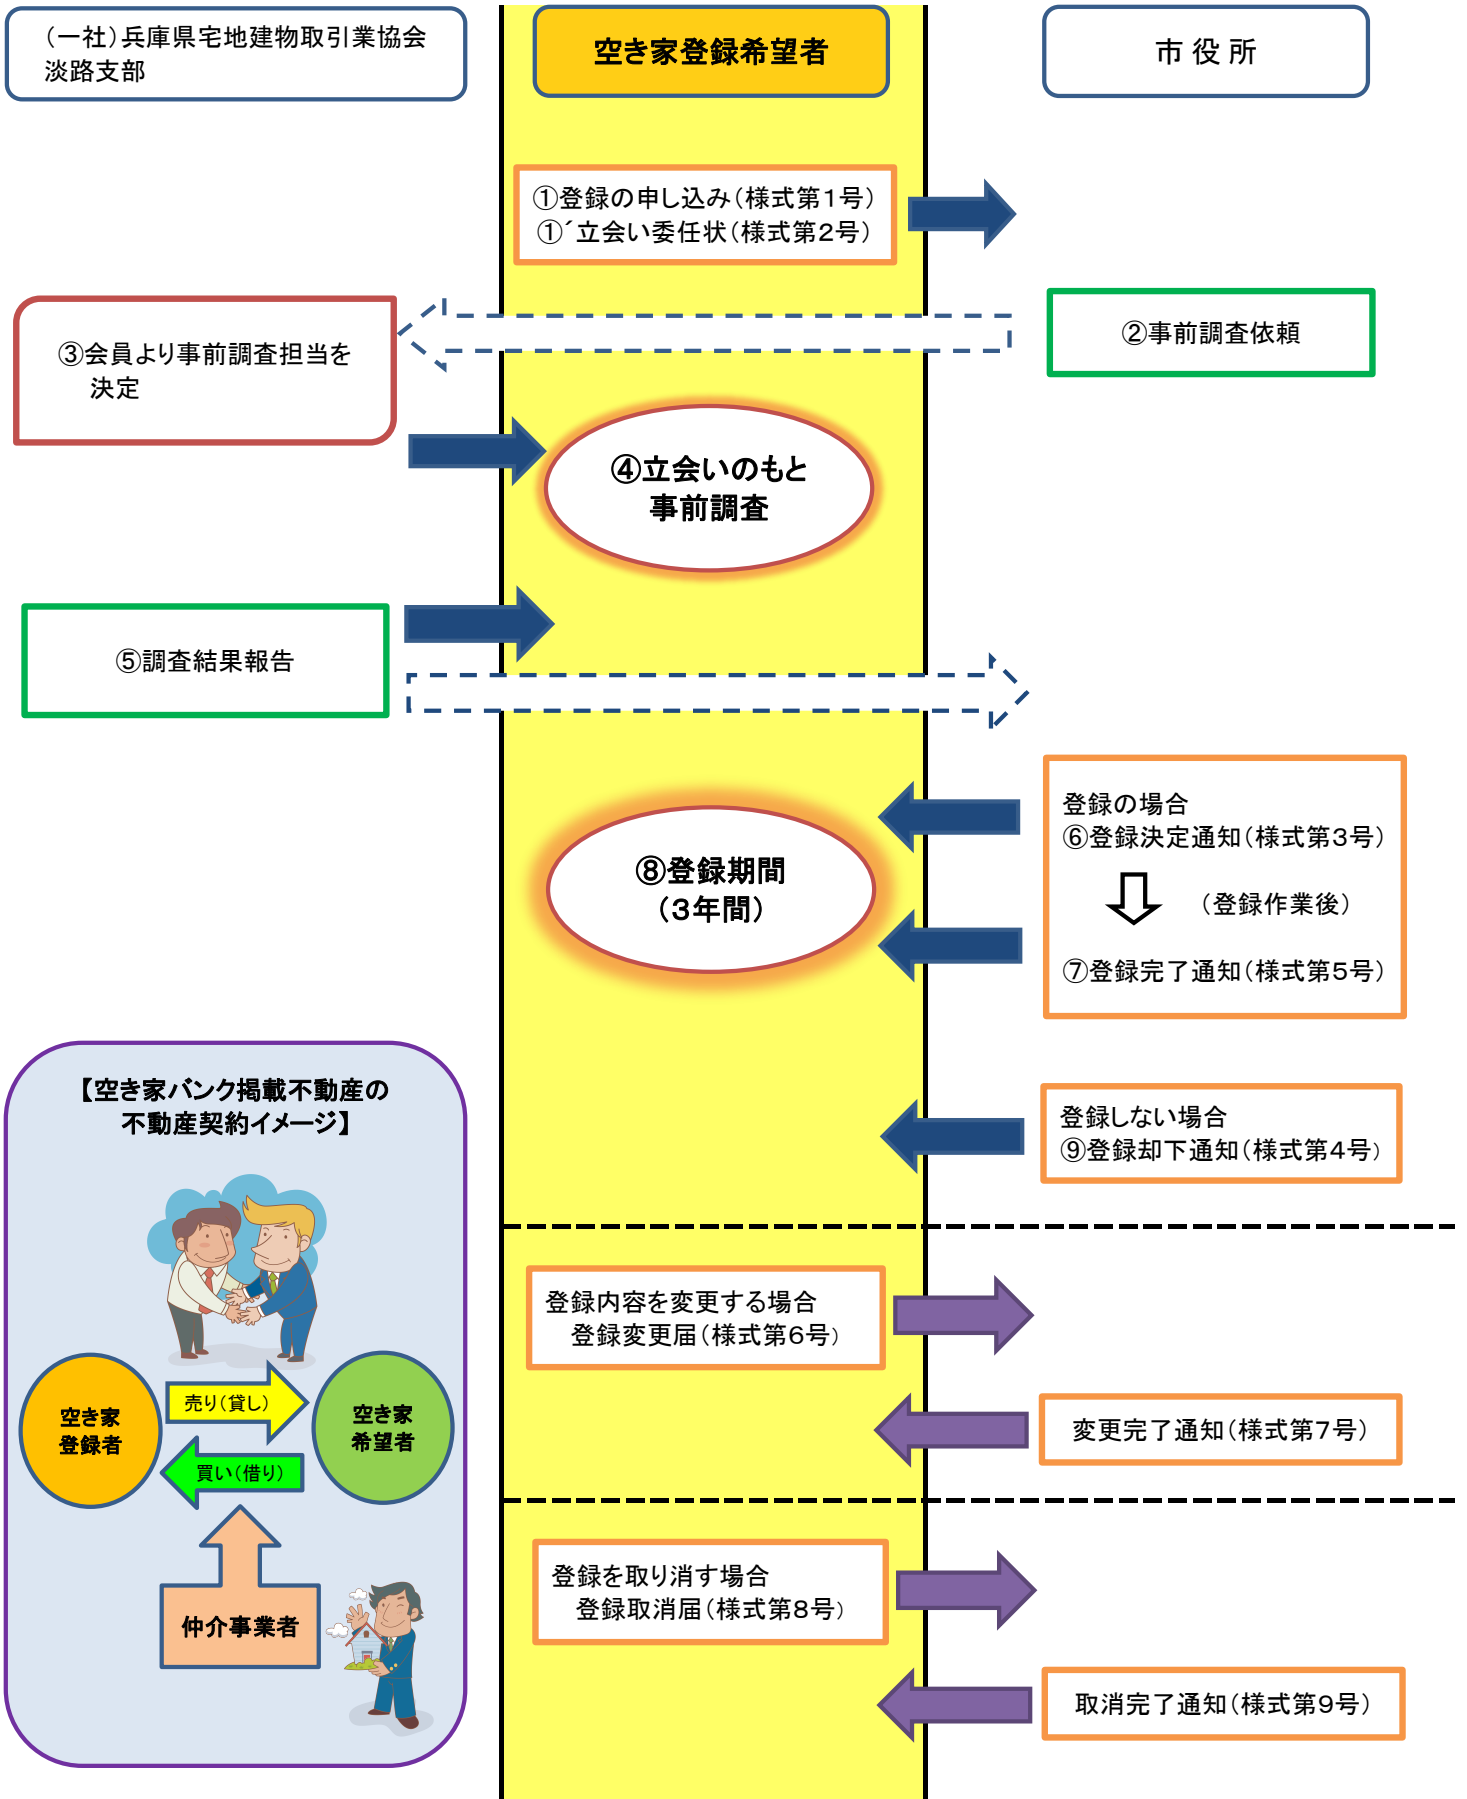 （一社）兵庫県宅地建物取引業協会
淡路支部
空き家登録希望者
市 役 所
①登録の申し込み（様式第１号）
①´立会い委任状（様式第２号）
②事前調査依頼
③会員より事前調査担当を
決定
④立会いのもと
事前調査
⑤調査結果報告
登録の場合
⑥登録決定通知（様式第３号）
（登録作業後）
⑦登録完了通知（様式第５号）
⑧登録期間
（３年間）
登録しない場合
⑨登録却下通知（様式第４号）
【空き家バンク掲載不動産の
不動産契約イメージ】
空き家
登録者
売り（貸し）
買い（借り）
空き家
希望者
仲介事業者
登録内容を変更する場合
登録変更届（様式第６号）
変更完了通知（様式第７号）
登録を取り消す場合
登録取消届（様式第８号）
取消完了通知（様式第９号）